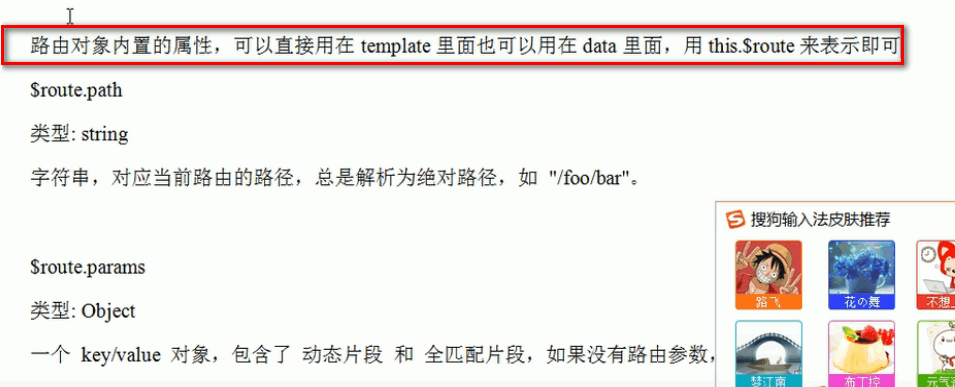 路由对象内置的属性，可以直接用在 template 里面也可以用在 data 里面，用 this.$route 来表示即可
$route.path
类型: string
字符串，对应当前路由的路径，总是解析为绝对路径，如 "/foo/bar"。
搜狗输入法皮肤推荐
$route.params
路飞
花の舞
不想
类型: Object
一个 key/value 对象，包含了 动态片段 和 全匹配片段，如果没有路由参数，
梦江南
布丁控
元气